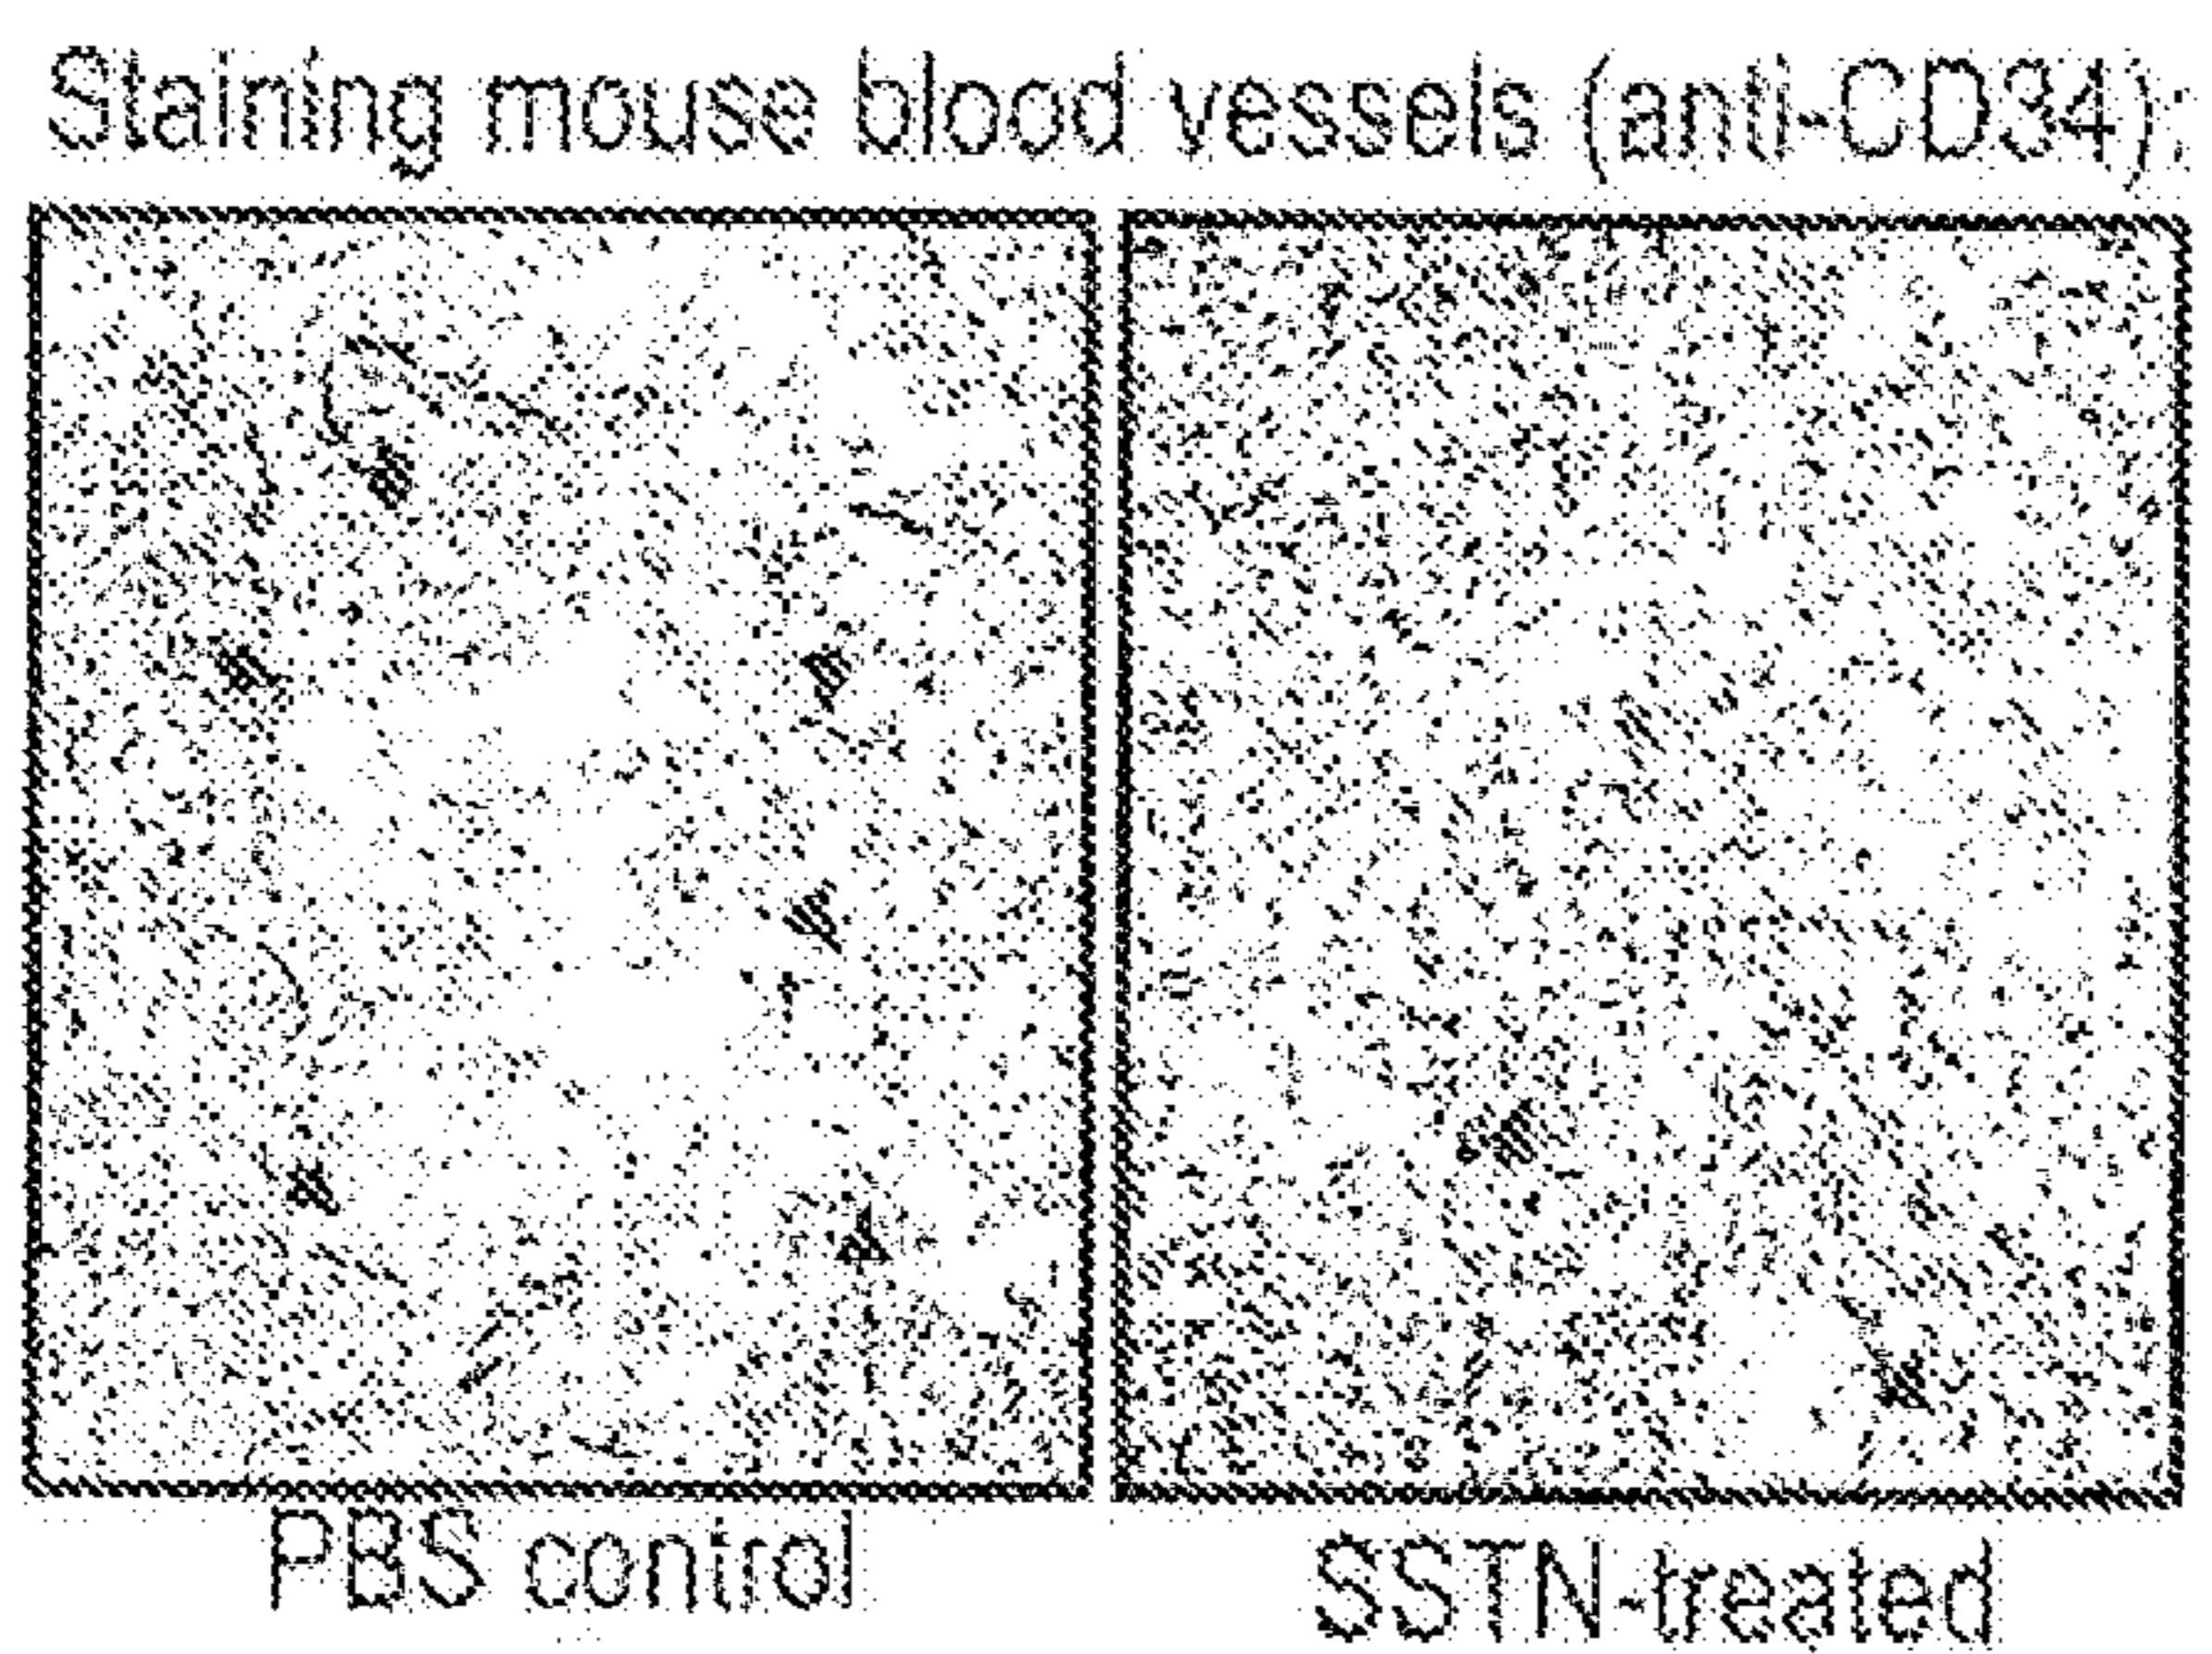 Staining mouse blood vessels (anti-CD34):
PBS control
SSTN-treated